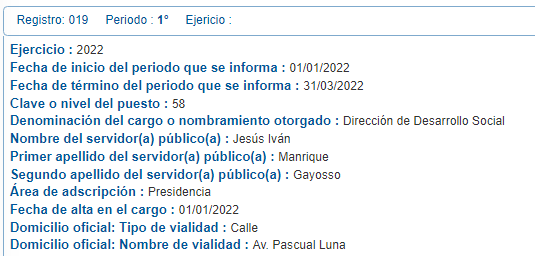 Registro: 019 Periodo : 1° Ejericio :
Ejercicio : 2022
Fecha de inicio del periodo que se informa : 01/01/2022
Fecha de término del periodo que se informa : 31/03/2022
Clave o nivel del puesto : 58
Denominación del cargo o nombramiento otorgado : Dirección de Desarrollo Social
Nombre del servidor(a) público(a) : Jesús Iván
Primer apellido del servidor(a) público(a) : Manrique
Segundo apellido del servidor(a) público(a) : Gayosso
Área de adscripción : Presidencia
Fecha de alta en el cargo : 01/01/2022
Domicilio oficial: Tipo de vialidad : Calle
Domicilio oficial: Nombre de vialidad : Av. Pascual Luna